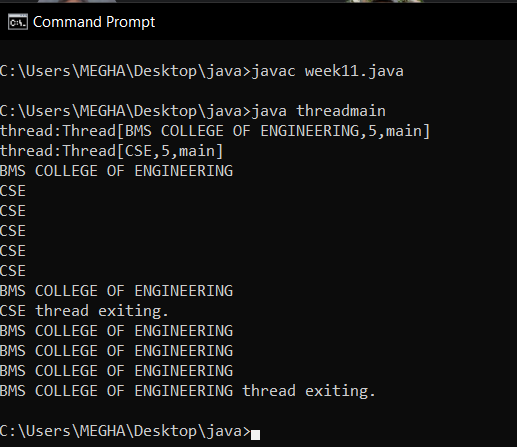 Command Prompt
C:\Users\MEGHA\Desktop\java>javac week11.java
C:\Users\MEGHA\Desktop\java>java threadmain
thread:Thread[BMS COLLEGE OF ENGINEERING,5,main]
thread:Thread[CSE,5,main]
BMS COLLEGE OF ENGINEERING
CSE
CSE
CSE
CSE
CSE
BMS COLLEGE OF ENGINEERING
CSE thread exiting.
BMS COLLEGE OF ENGINEERING
BMS COLLEGE OF ENGINEERING
BMS COLLEGE OF ENGINEERING
BMS COLLEGE OF ENGINEERING thread exiting.
C:\Users\MEGHA\Desktop\java>